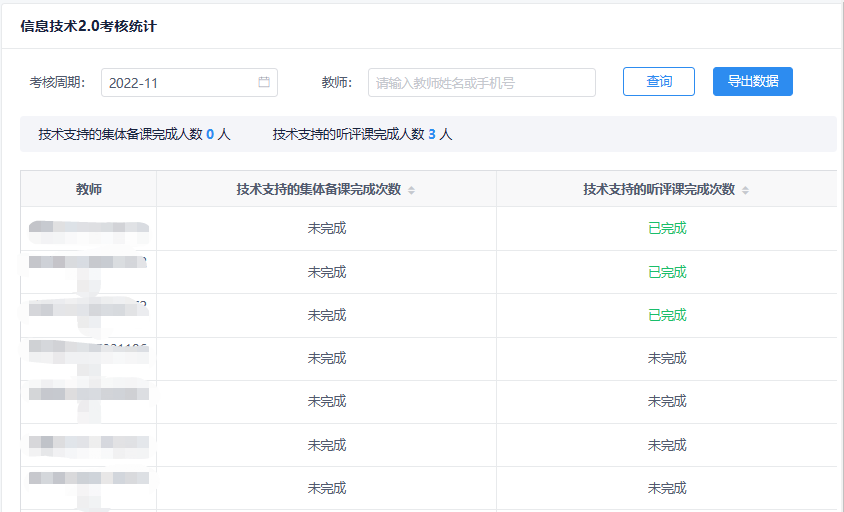 信息技术2.0考核统计
考核周期： 2022-11 教师： 请输入教师姓名或手机号 查询 导出数据
技术支持的集体备课完成人数 0 人 技术支持的听评课完成人数 3 人
教师 技术支持的集体备课完成次数 技术支持的听评课完成次数
未完成 已完成
未完成 已完成
未完成 已完成
未完成 未完成
未完成 未完成
未完成 未完成
未完成 未完成